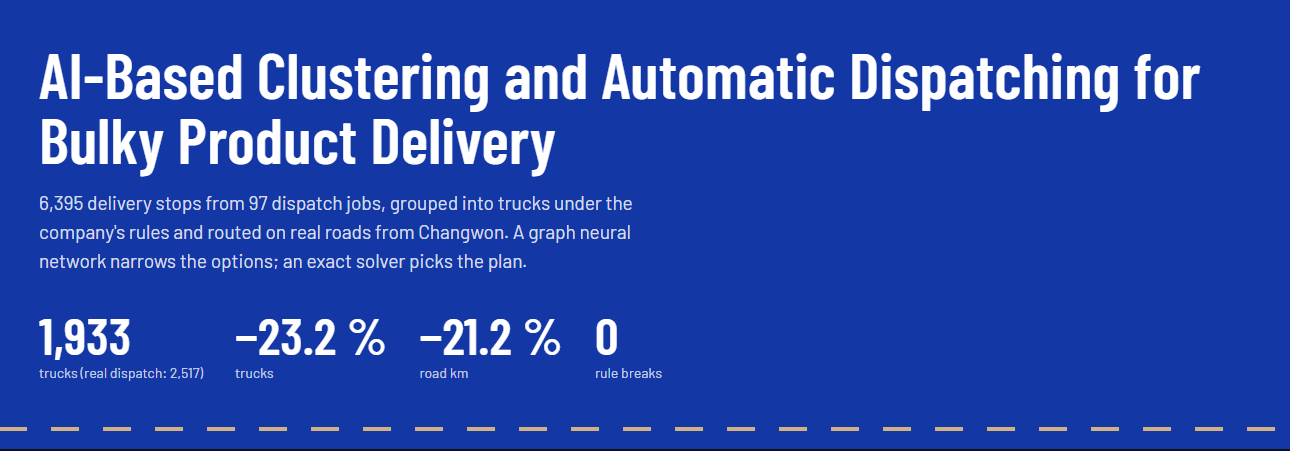 AI-Based Clustering and Automatic Dispatching for
Bulky Product Delivery
6,395 delivery stops from 97 dispatch jobs, grouped into trucks under the
company's rules and routed on real roads from Changwon. A graph neural
network narrows the options; an exact solver picks the plan.
1,933 −23.2 % −21.2 % 0
trucks (real dispatch: 2,517) trucks road km rule breaks